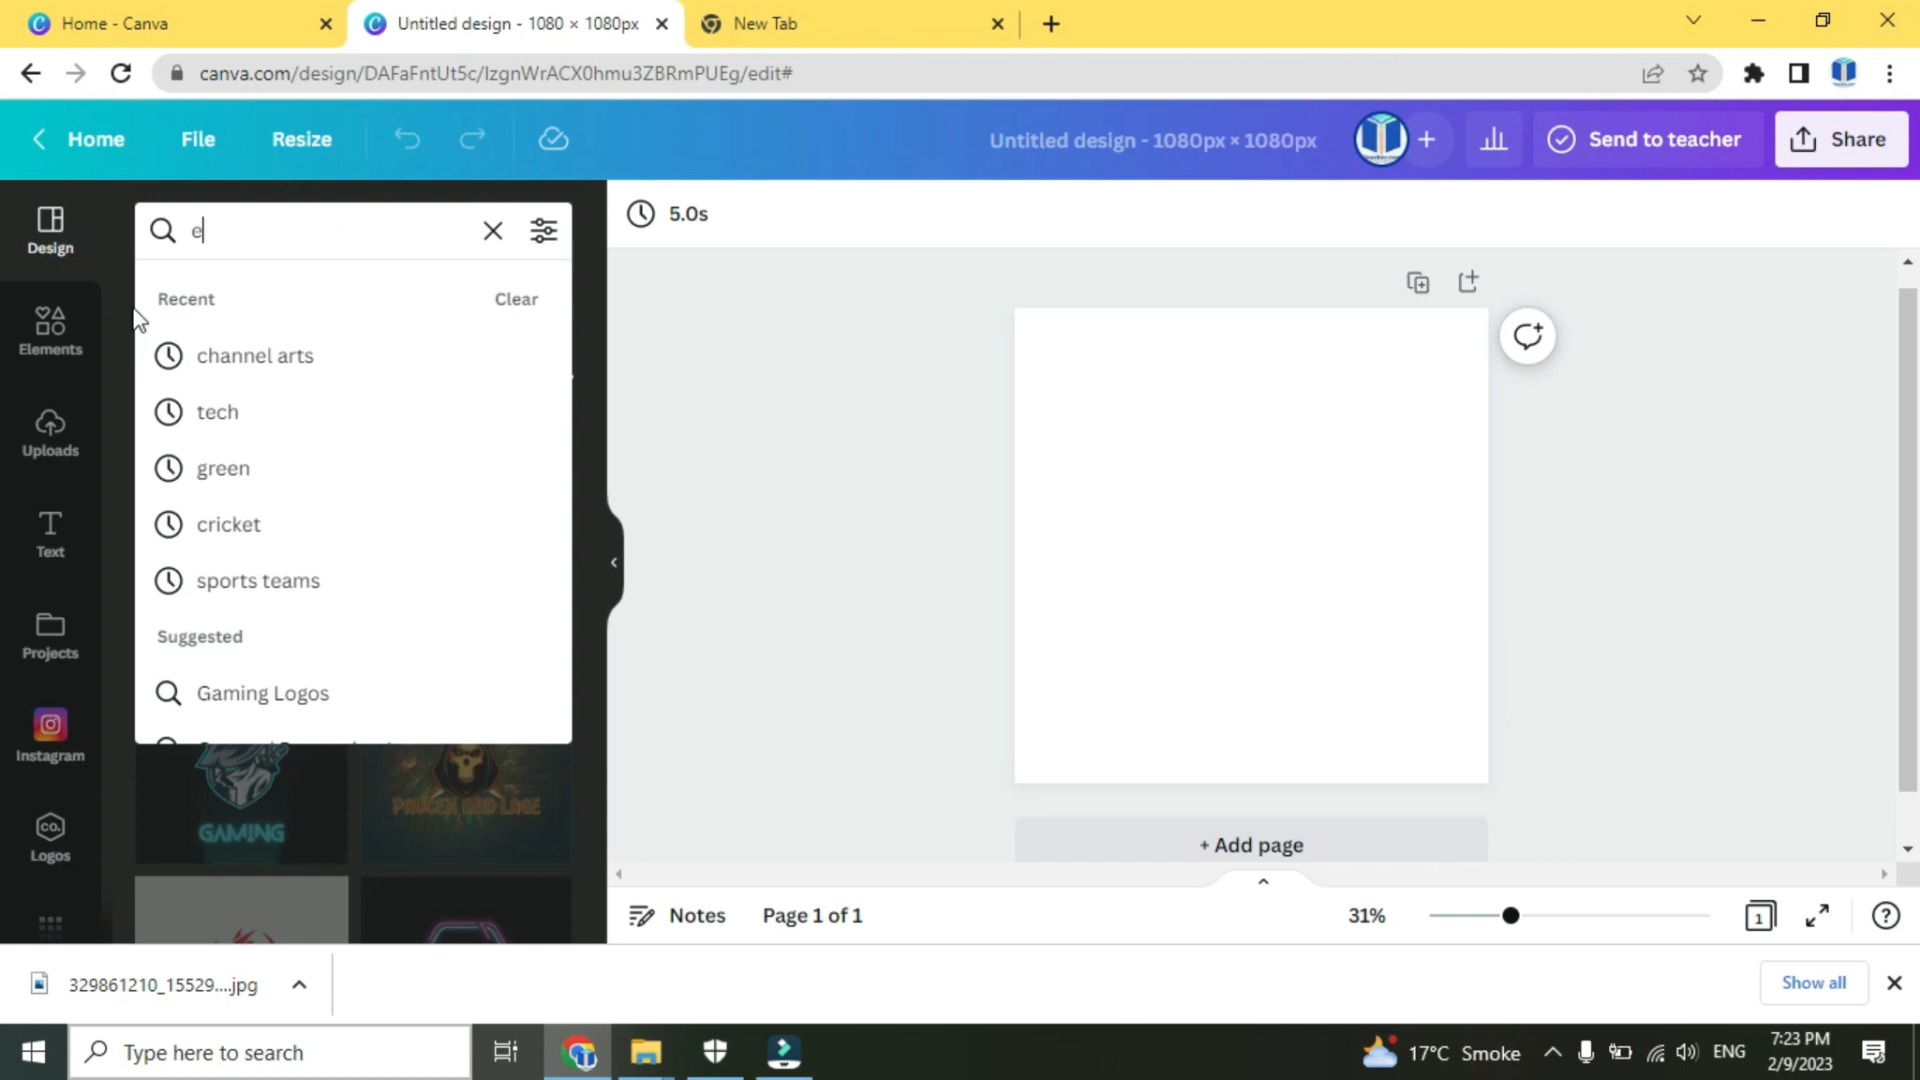 Home - Canva
Untitled design - 1080 × 1080px
New Tab
canva.com/design/DAFaFntUt5c/IzgnWrACX0hmu3ZBRmPUEg/edit#
Home File Resize
Untitled design - 1080px × 1080px
Send to teacher
Share
Design
Elements
Uploads
Text
Projects
Instagram
CO.
Logos
e
Recent Clear
channel arts
tech
green
cricket
sports teams
Suggested
Gaming Logos
GAMING
5.0s
+ Add page
Notes Page 1 of 1 31% 1
329861210_15529....jpg
Show all
Type here to search
17°C Smoke
ENG
7:23 PM
2/9/2023